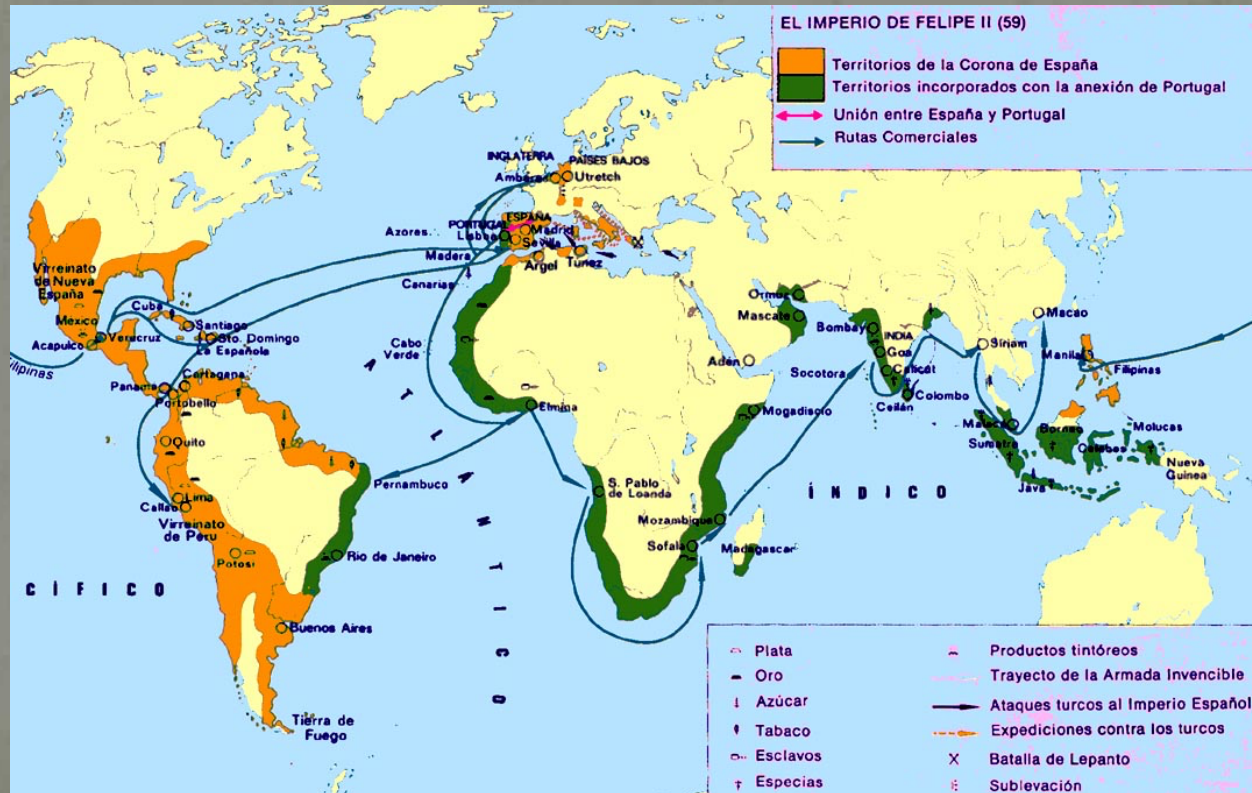 EL IMPERIO DE FELIPE II (59)
Territorios de la Corona de España
Territorios incorporados con la anexión de Portugal
Unión entre España y Portugal
Rutas Comerciales
INGLATERRA
PAÍSES BAJOS
Amberes
Utretch
PORTUGAL
ESPAÑA
Lisboa
Madrid
Sevilla
Azores
Madera
Canarias
Argel
Túnez
Virreinato
de Nueva
España
México
Acapulco
Veracruz
Cuba
Santiago
Sto. Domingo
La Española
Filipinas
Panamá
Cartagena
Portobello
Cabo
Verde
Elmina
Ormuz
Mascate
Adén
Socotora
Bombay
INDIA
Goa
Calicut
Colombo
Ceilán
Siriam
Macao
Manila
Filipinas
Mogadiscio
Malaca
Sumatra
Borneo
Célebes
Molucas
Java
Nueva
Guinea
Quito
Lima
Callao
Virreinato
de Peru
Potosí
Pernambuco
Rio de Janeiro
Buenos Aires
Tierra de
Fuego
S. Pablo
de Loanda
Mozambique
Sofala
Madagascar
CÍFICO
ATLANTICO
ÍNDICO
Plata
Oro
Azúcar
Tabaco
Esclavos
Especias
Productos tintóreos
Trayecto de la Armada Invencible
Ataques turcos al Imperio Español
Expediciones contra los turcos
Batalla de Lepanto
Sublevación